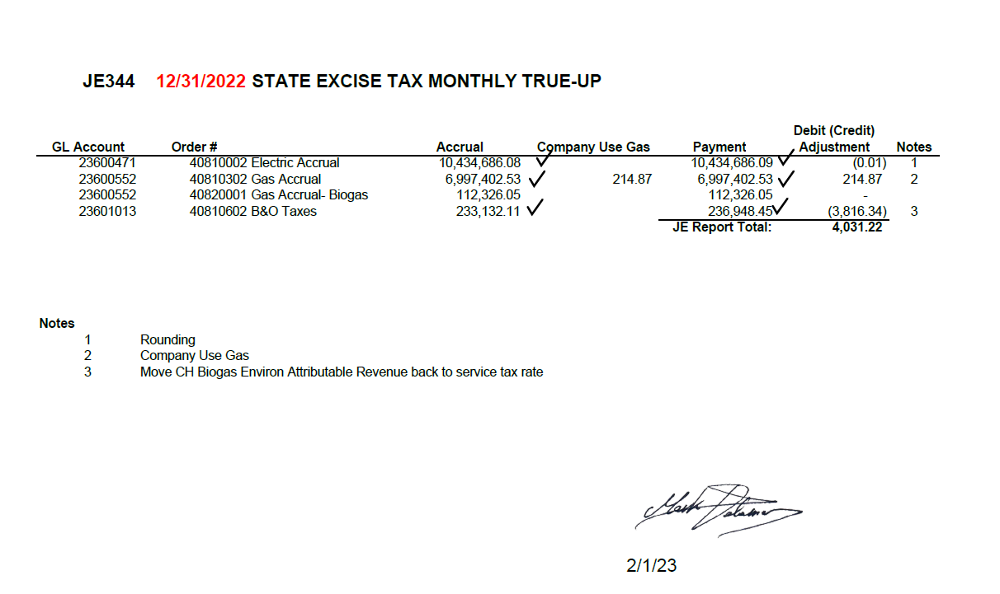 JE344 12/31/2022 STATE EXCISE TAX MONTHLY TRUE-UP
Debit (Credit)
GL Account Order # Accrual Company Use Gas Payment Adjustment Notes
23600471 40810002 Electric Accrual 10,434,686.08 10,434,686.09 (0.01) 1
23600552 40810302 Gas Accrual 6,997,402.53 214.87 6,997,402.53 214.87 2
23600552 40820001 Gas Accrual- Biogas 112,326.05 112,326.05 -
23601013 40810602 B&O Taxes 233,132.11 236,948.45 (3,816.34) 3
JE Report Total: 4,031.22
Notes
1 Rounding
2 Company Use Gas
3 Move CH Biogas Environ Attributable Revenue back to service tax rate
2/1/23